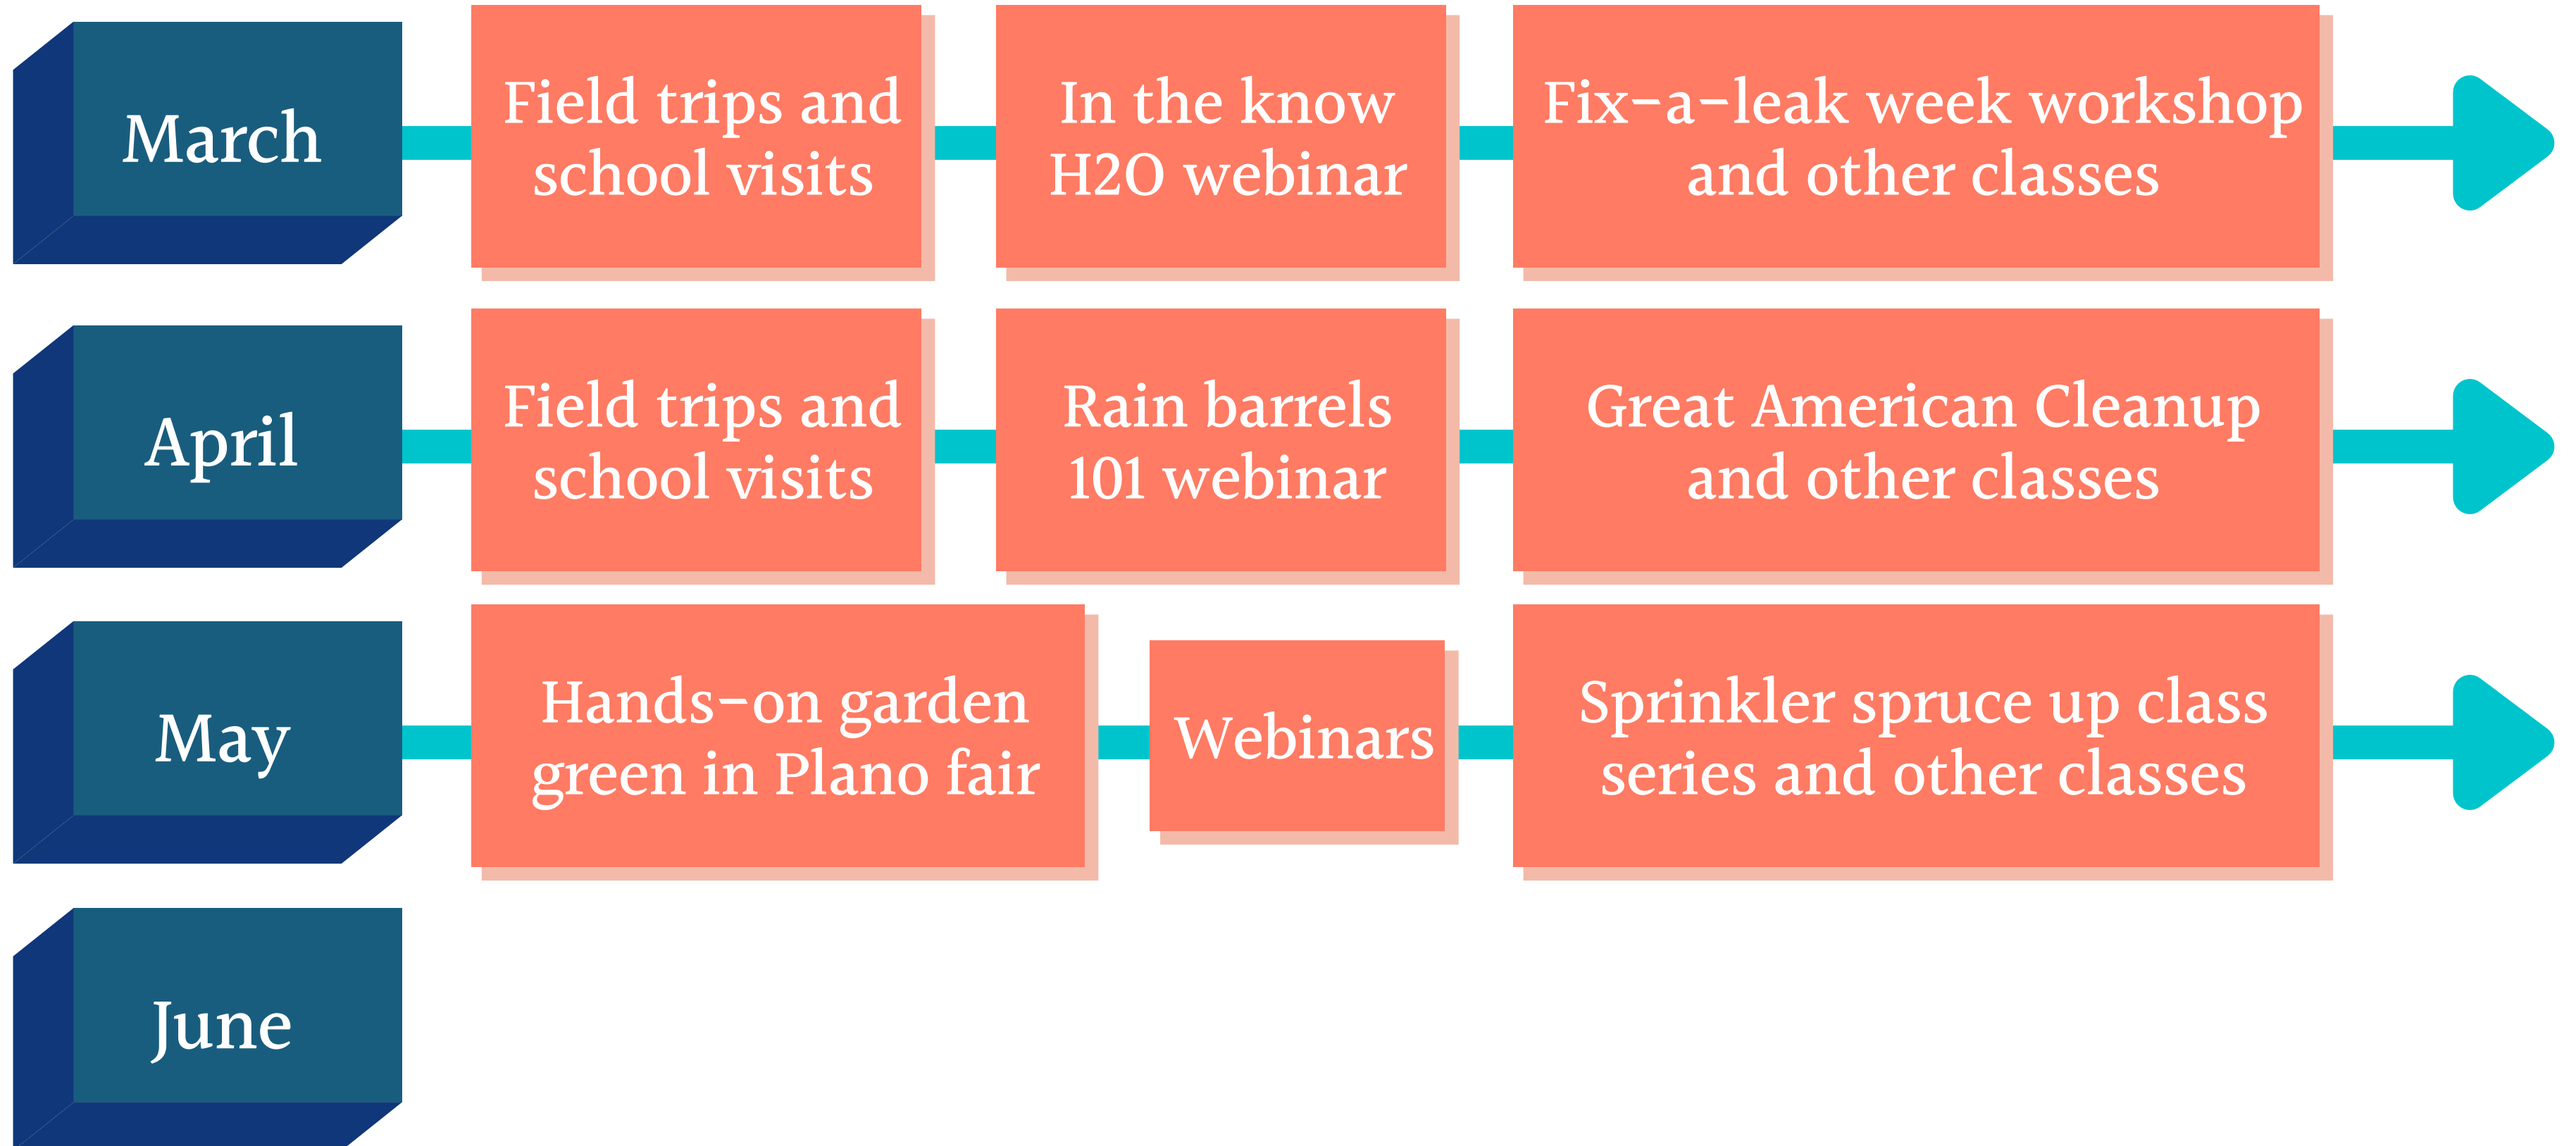 March
Field trips and
school visits
In the know
H2O webinar
Fix-a-leak week workshop
and other classes
April
Field trips and
school visits
Rain barrels
101 webinar
Great American Cleanup
and other classes
May
Hands-on garden
green in Plano fair
Webinars
Sprinkler spruce up class
series and other classes
June